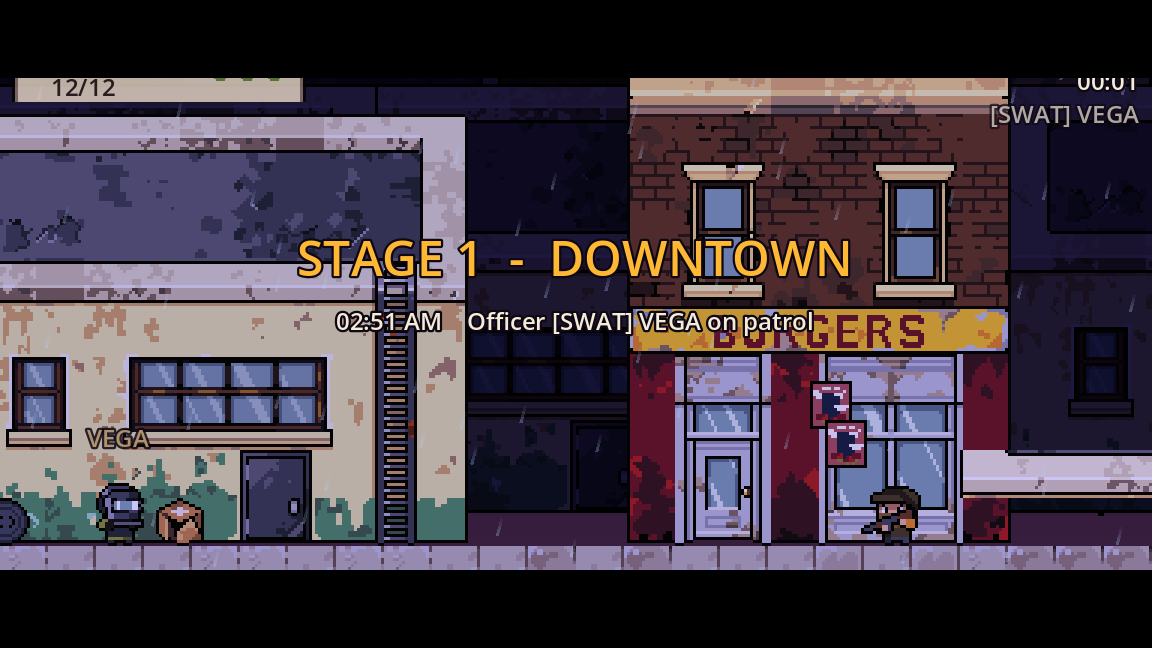 12/12
00:01
[SWAT] VEGA
STAGE 1 - DOWNTOWN
02:51 AM Officer [SWAT] VEGA on patrol
BURGERS
VEGA